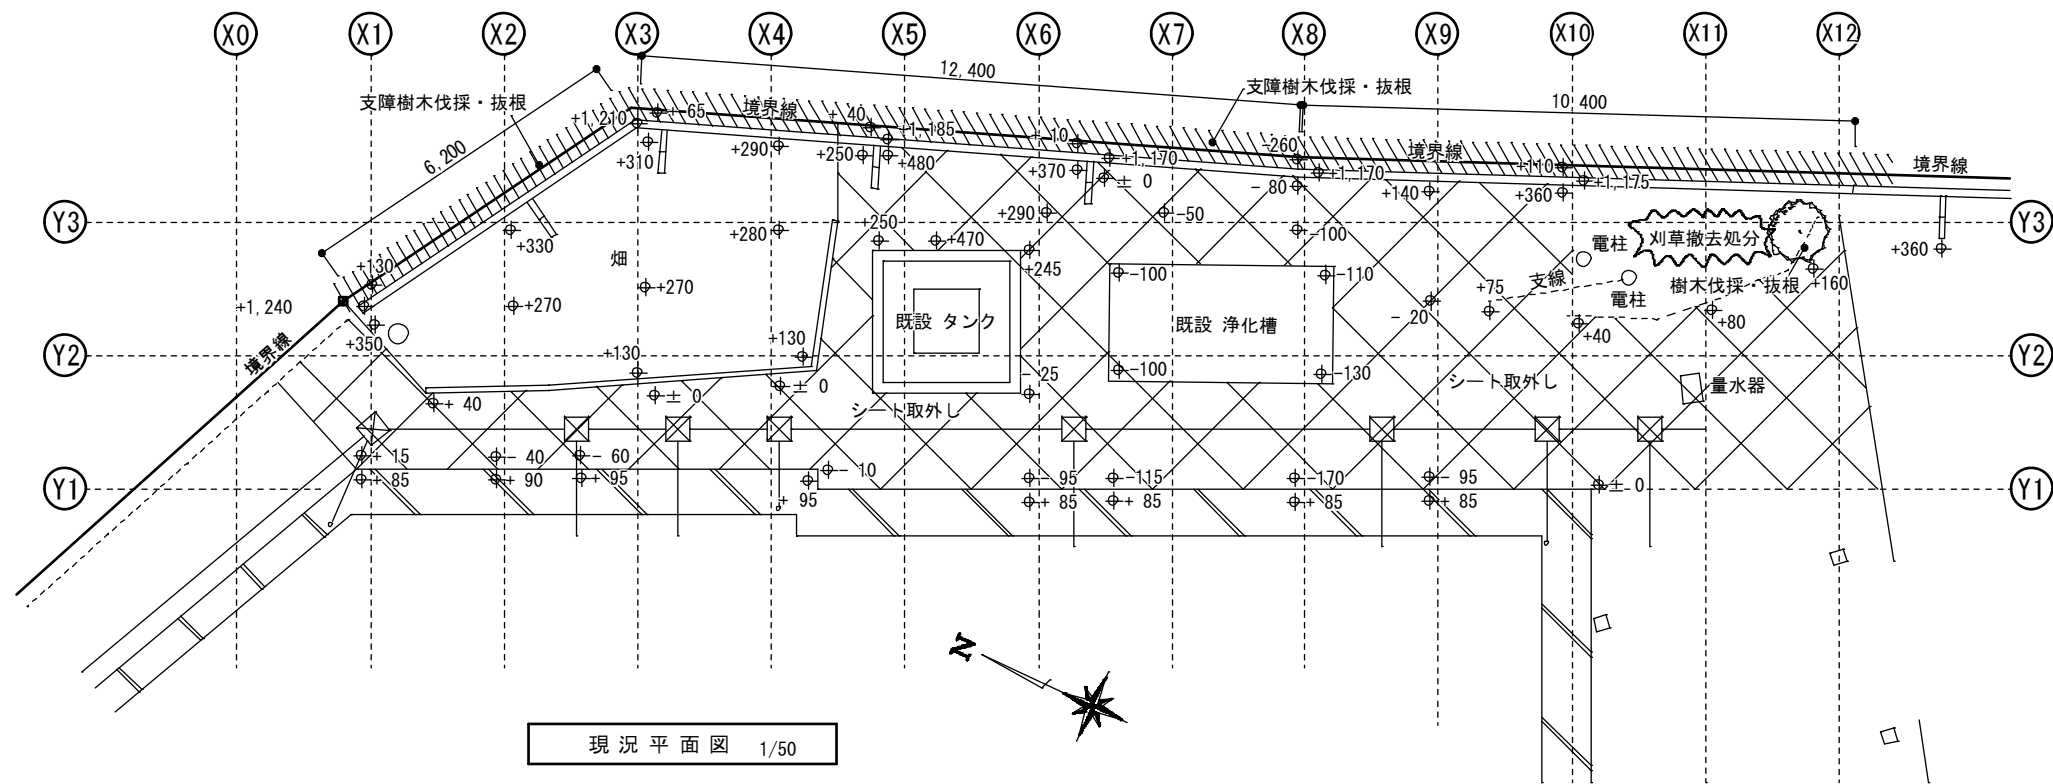 X0 X1 X2 X3 X4 X5 X6 X7 X8 X9 X10 X11 X12
12,400
支障樹木伐採・抜根
支障樹木伐採・抜根
10,400
6,200
+1,210
+ 65
境界線
+ 40
+1,185
+ 10
+1,170
-260
境界線
+1,170
+110
+1,175
境界線
+310
+290
+250
+480
+370
± 0
- 80
+140
+360
Y3
+330
+280
+250
+470
+290
-50
-100
電柱
刈草撤去処分
+360
Y3
畑
+130
+1,240
+270
+270
+245
-100
-110
支線
+75
電柱
樹木伐採・抜根
+160
既設 タンク
既設 浄化槽
- 20
+40
+80
境界線
+350
Y2
+130
+130
- 25
-100
-130
Y2
+ 40
± 0
± 0
シート取外し
シート取外し
量水器
+ 15
- 40
- 60
- 10
- 95
-115
-170
- 95
± 0
Y1
+ 85
+ 90
+ 95
+ 95
+ 85
+ 85
+ 85
+ 85
Y1
N
現況平面図 1/50